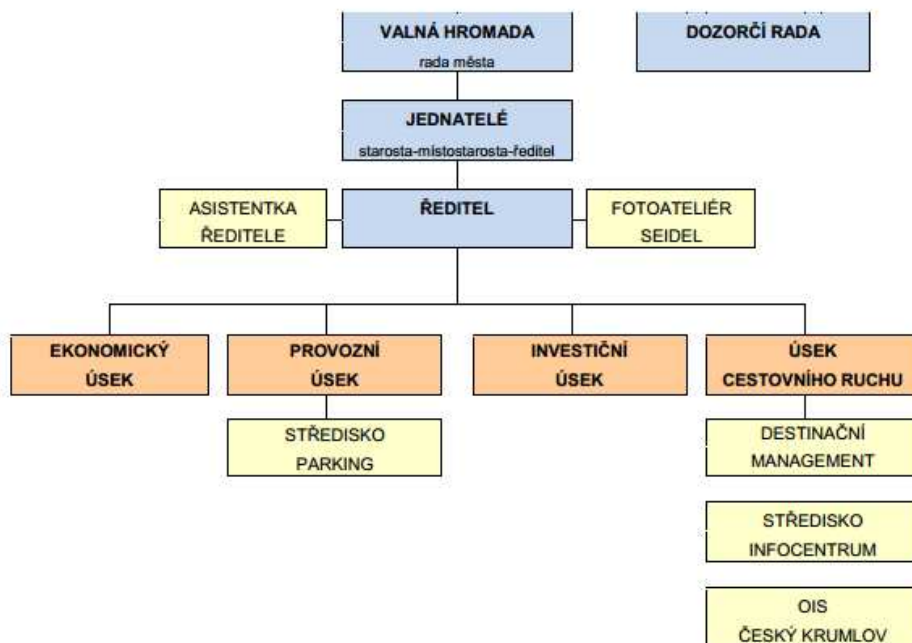 VALNÁ HROMADA
rada města
DOZORČÍ RADA
JEDNATELÉ
starosta-místostarosta-ředitel
ASISTENTKA
ŘEDITELE
ŘEDITEL
FOTOATELIÉR
SEIDEL
EKONOMICKÝ
ÚSEK
PROVOZNÍ
ÚSEK
INVESTIČNÍ
ÚSEK
ÚSEK
CESTOVNÍHO RUCHU
STŘEDISKO
PARKING
DESTINAČNÍ
MANAGEMENT
STŘEDISKO
INFOCENTRUM
OIS
ČESKÝ KRUMLOV